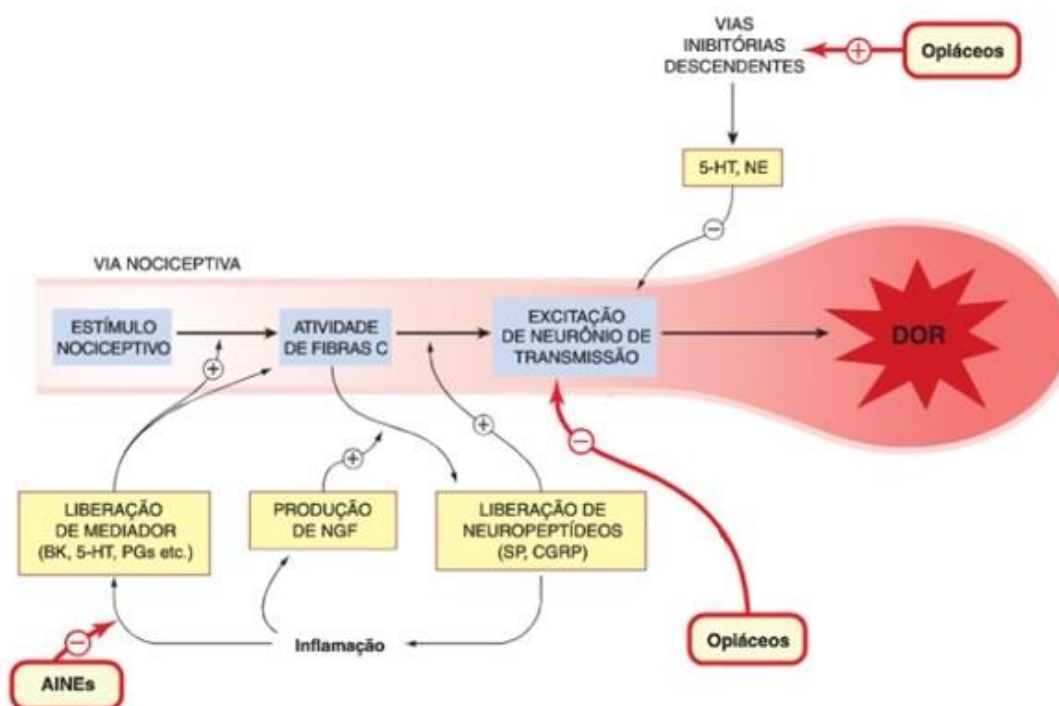 VIAS
INIBITÓRIAS
DESCENDENTES
+
Opiáceos
5-HT, NE
−
VIA NOCICEPTIVA
ESTÍMULO
NOCICEPTIVO
ATIVIDADE
DE FIBRAS C
EXCITAÇÃO
DE NEURÔNIO DE
TRANSMISSÃO
DOR
+
+
+
−
LIBERAÇÃO
DE MEDIADOR
(BK, 5-HT, PGs etc.)
PRODUÇÃO
DE NGF
LIBERAÇÃO DE
NEUROPEPTÍDEOS
(SP, CGRP)
−
Inflamação
Opiáceos
AINEs